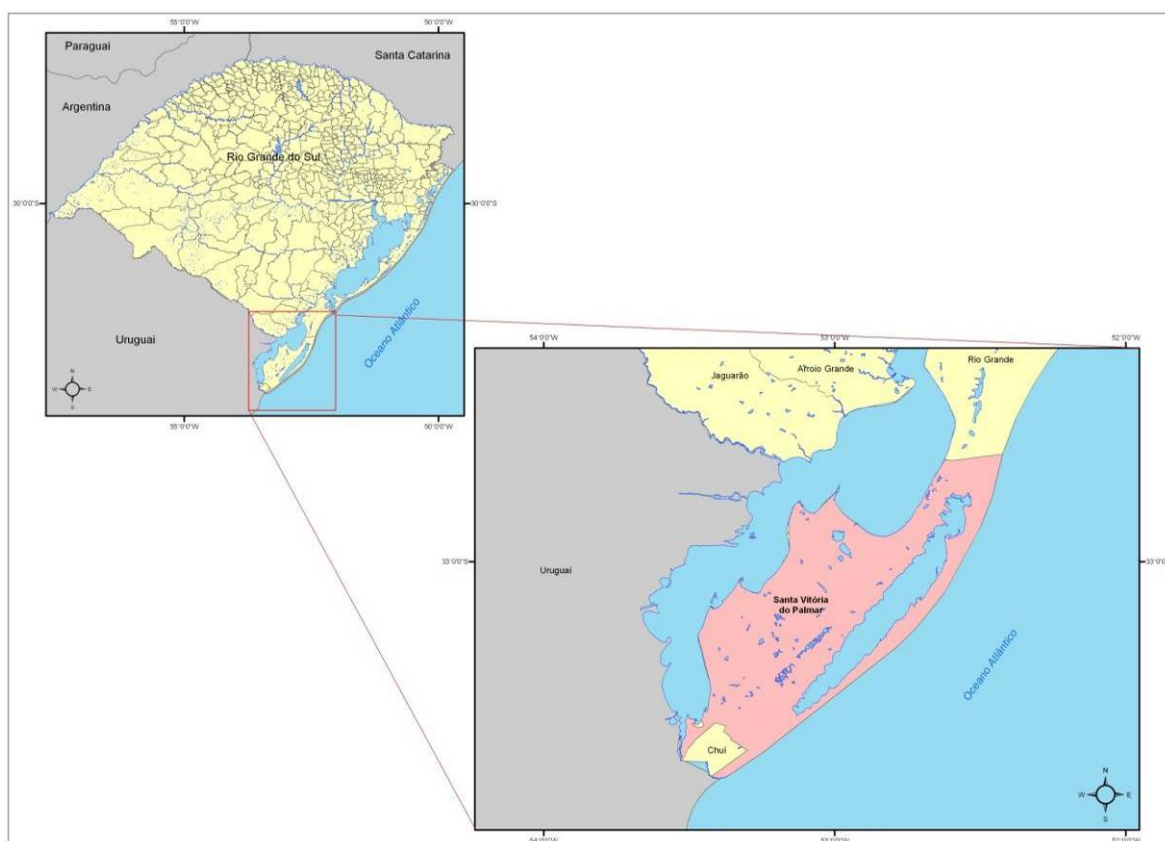 55°0'0"W
50°0'0"W
Paraguai
Santa Catarina
Argentina
Rio Grande do Sul
30°0'0"S
30°0'0"S
Oceano Atlântico
Uruguai
N
W
E
S
55°0'0"W
50°0'0"W
54°0'0"W
53°0'0"W
52°0'0"W
Rio Grande
Arroio Grande
Jaguarão
33°0'0"S
33°0'0"S
Uruguai
Santa Vitória
do Palmar
Oceano Atlântico
Chuí
N
W
E
S
54°0'0"W
53°0'0"W
52°0'0"W